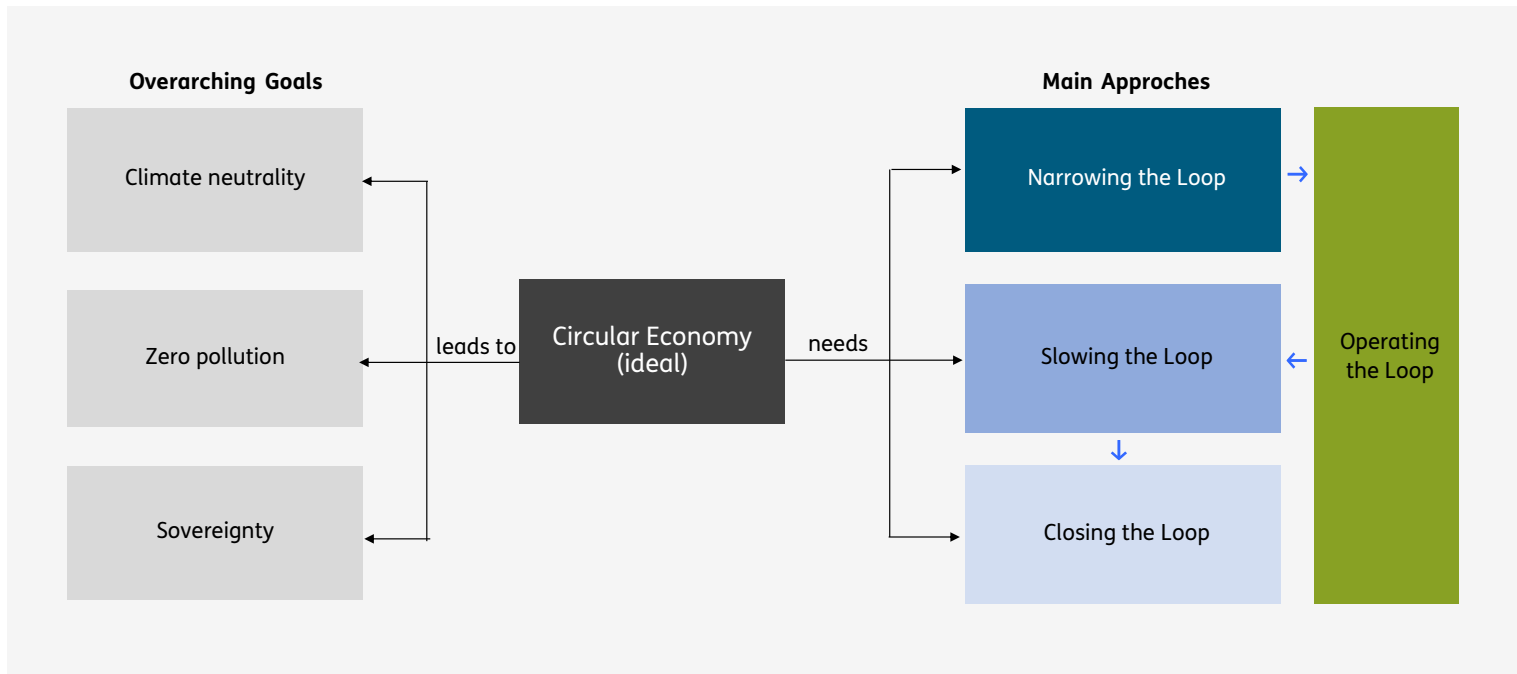 Overarching Goals
Main Approches
Climate neutrality
Narrowing the Loop
Zero pollution
leads to
Circular Economy
(ideal)
needs
Slowing the Loop
Operating
the Loop
Sovereignty
Closing the Loop